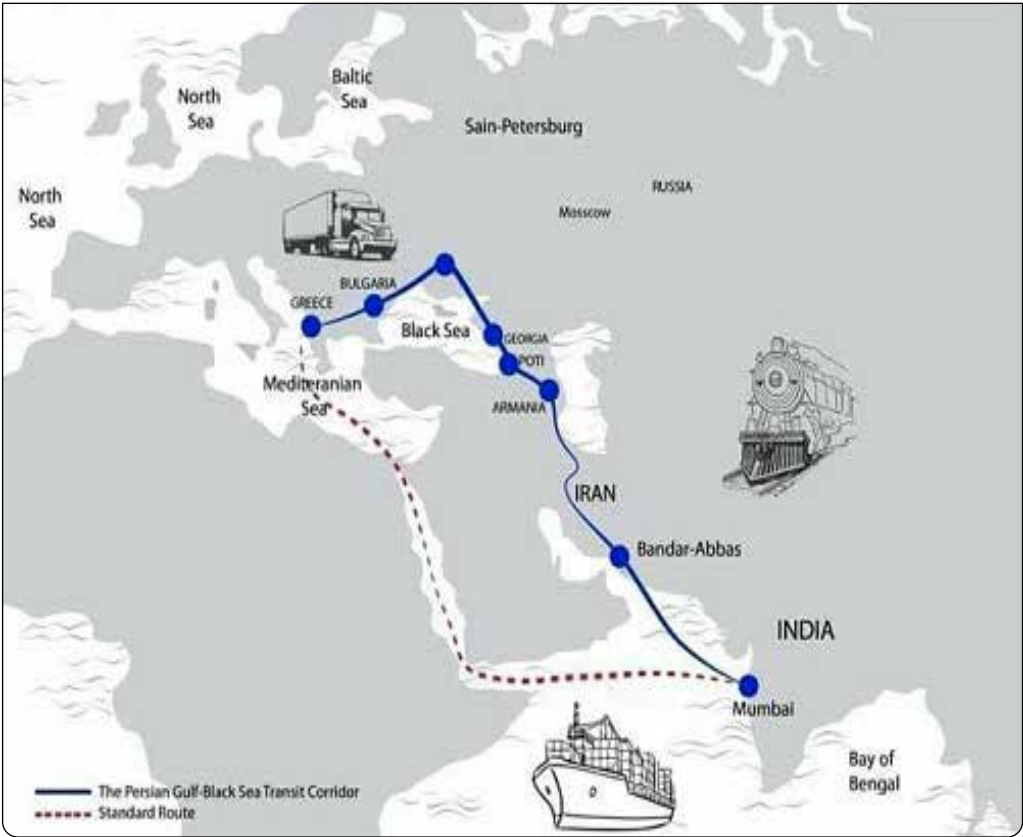 Baltic
Sea
North
Sea
Sain-Petersburg
North
Sea
RUSSIA
Mosscow
BULGARIA
GREECE
Black Sea
GEORGIA
POTI
Mediteranian
Sea
ARMANIA
IRAN
Bandar-Abbas
INDIA
Mumbai
Bay of
Bengal
The Persian Gulf-Black Sea Transit Corridor
Standard Route